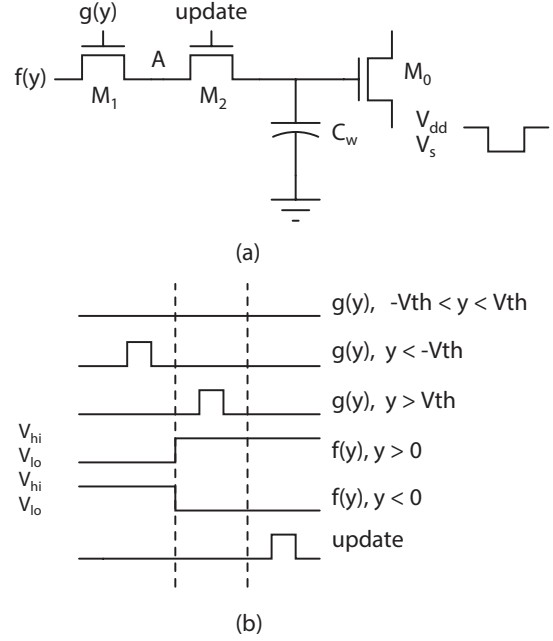 g(y)
update
f(y)
A
M1
M2
M0
Cw
Vdd
Vs
(a)
g(y), -Vth < y < Vth
g(y), y < -Vth
g(y), y > Vth
Vhi
Vlo
f(y), y > 0
Vhi
Vlo
f(y), y < 0
update
(b)